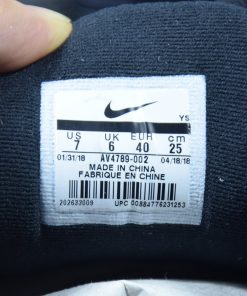 YS
US UK EUR cm
7 6 40 25
01/31/18 AV4789-002 04/18/18
MADE IN CHINA
FABRIQUE EN CHINE
202633009 UPC 00884776231253